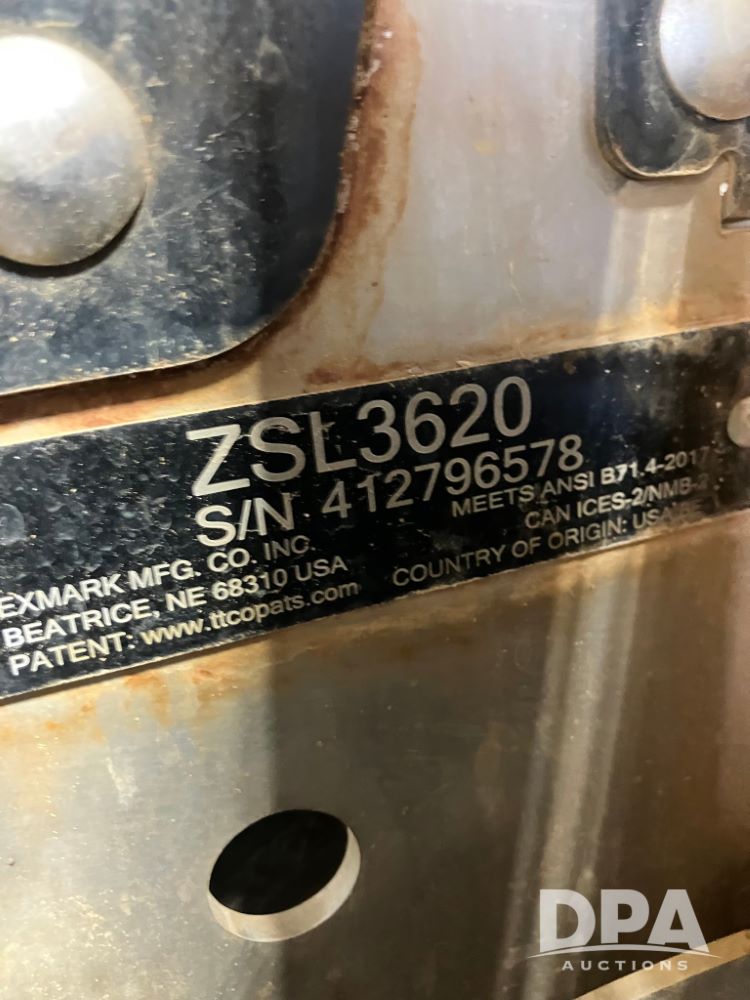 ZSL3620
S/N 412796578
EXMARK MFG. CO. INC.
BEATRICE, NE 68310 USA
PATENT: www.ttcopats.com
MEETS ANSI B71.4-2017
CAN ICES-2/NMB-2
COUNTRY OF ORIGIN: USA
DPA
AUCTIONS